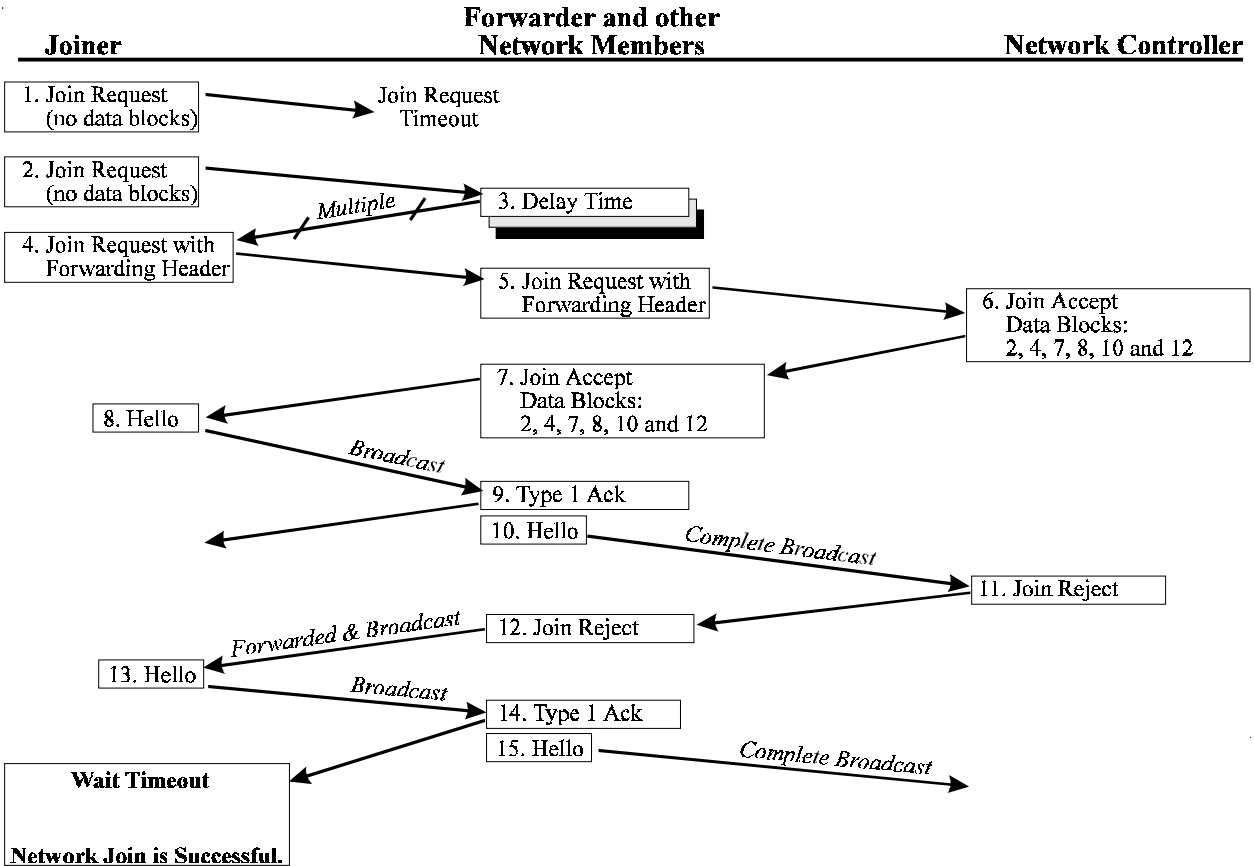 Forwarder and other
Joiner
Network Members
Network Controller
1. Join Request
(no data blocks)
Join Request
Timeout
2. Join Request
(no data blocks)
3. Delay Time
Multiple
4. Join Request with
Forwarding Header
5. Join Request with
Forwarding Header
6. Join Accept
Data Blocks:
2, 4, 7, 8, 10 and 12
7. Join Accept
Data Blocks:
2, 4, 7, 8, 10 and 12
8. Hello
Broadcast
9. Type 1 Ack
10. Hello
Complete Broadcast
11. Join Reject
12. Join Reject
Forwarded & Broadcast
13. Hello
Broadcast
14. Type 1 Ack
15. Hello
Complete Broadcast
Wait Timeout
Network Join is Successful.